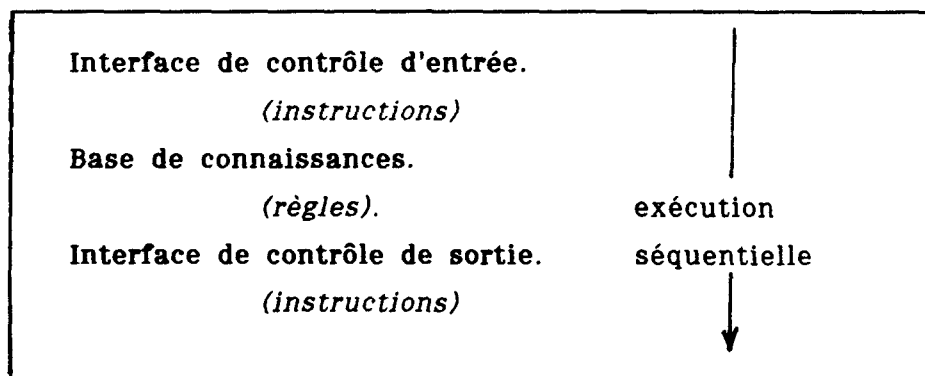 Interface de contrôle d'entrée.
(instructions)
Base de connaissances.
(règles).
Interface de contrôle de sortie.
(instructions)
exécution
séquentielle